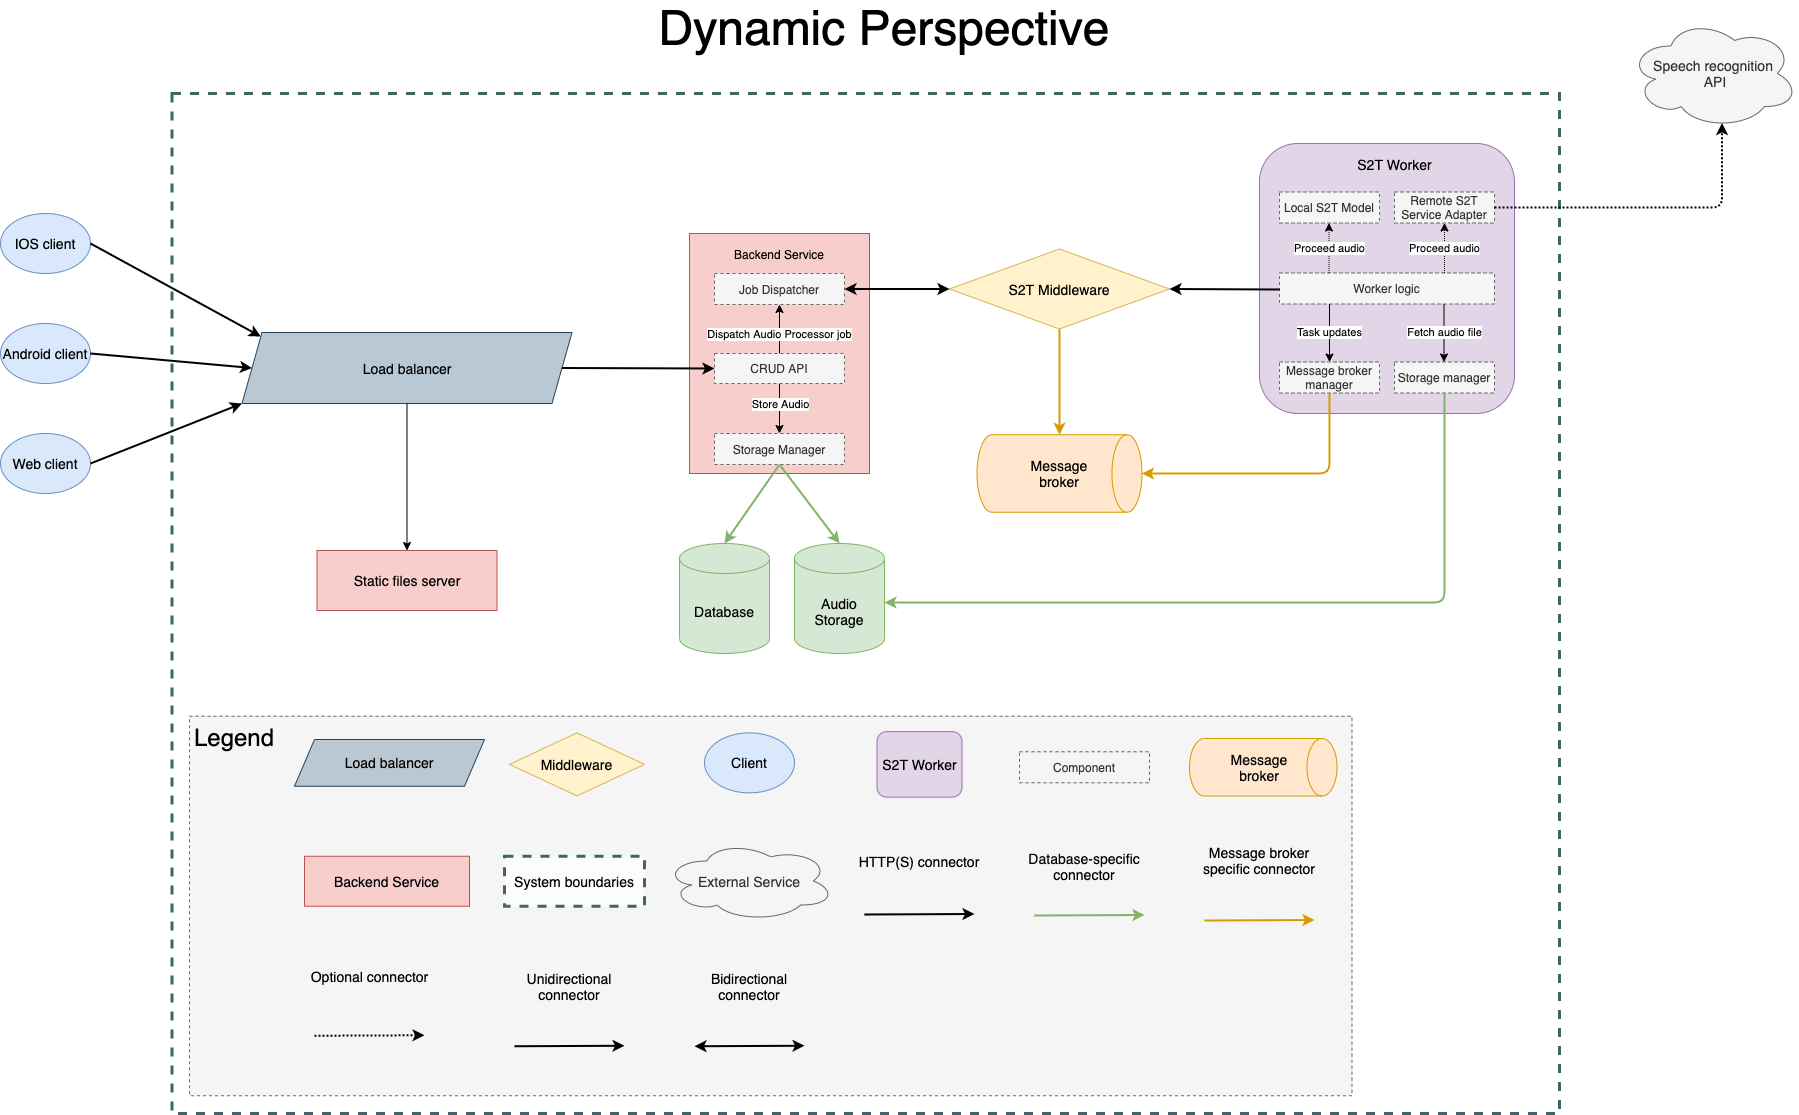 Dynamic Perspective
Speech recognition
API
S2T Worker
Local S2T Model
Remote S2T
Service Adapter
Proceed audio
Proceed audio
Worker logic
Task updates
Fetch audio file
Message broker
manager
Storage manager
IOS client
Android client
Web client
Load balancer
Static files server
Backend Service
Job Dispatcher
Dispatch Audio Processor job
CRUD API
Store Audio
Storage Manager
S2T Middleware
Message
broker
Database
Audio
Storage
Legend
Load balancer
Middleware
Client
S2T Worker
Component
Message
broker
Backend Service
System boundaries
External Service
HTTP(S) connector
Database-specific
connector
Message broker
specific connector
Optional connector
Unidirectional
connector
Bidirectional
connector